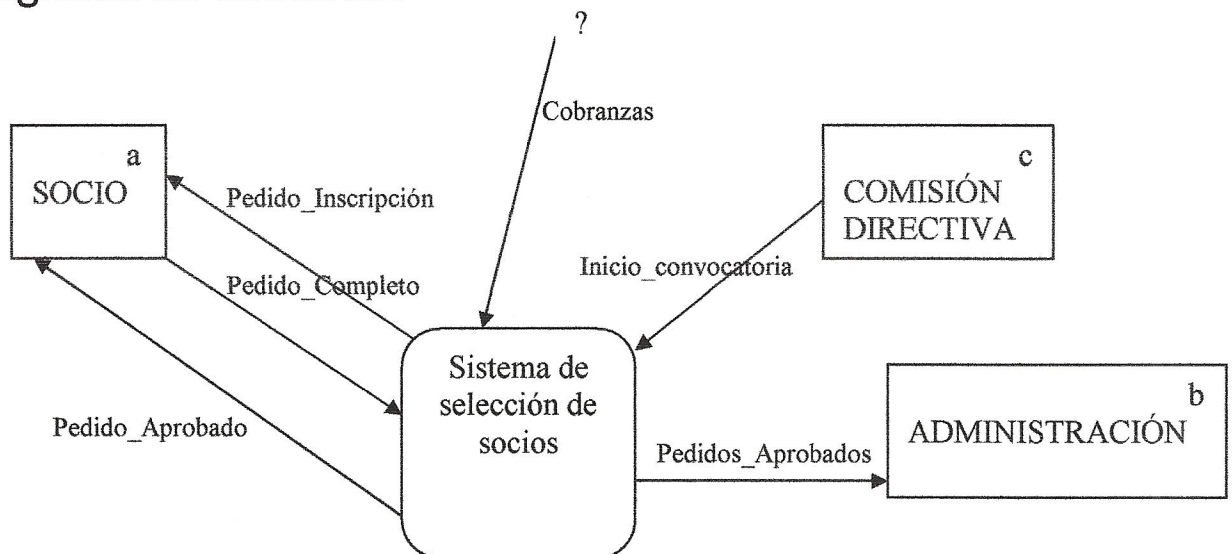 ?
Cobranzas
a
SOCIO
c
COMISIÓN
DIRECTIVA
Pedido_Inscripción
Inicio_convocatoria
Pedido_Completo
Sistema de
selección de
socios
b
ADMINISTRACIÓN
Pedido_Aprobado
Pedidos_Aprobados